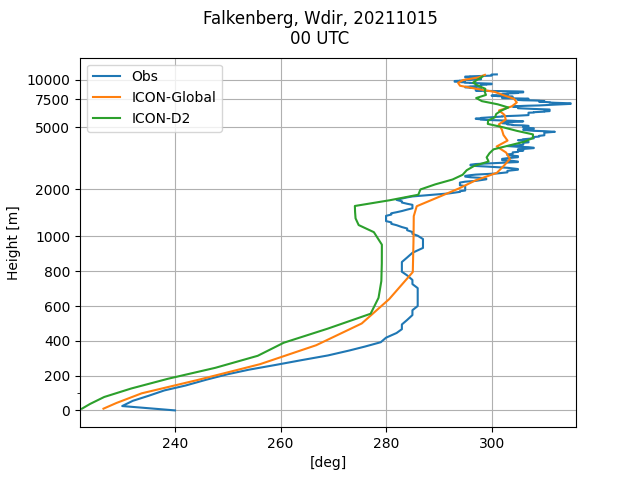 Falkenberg, Wdir, 20211015
00 UTC
Obs
ICON-Global
ICON-D2
10000
7500
5000
2000
1000
800
600
400
200
0
Height [m]
240
260
280
300
[deg]